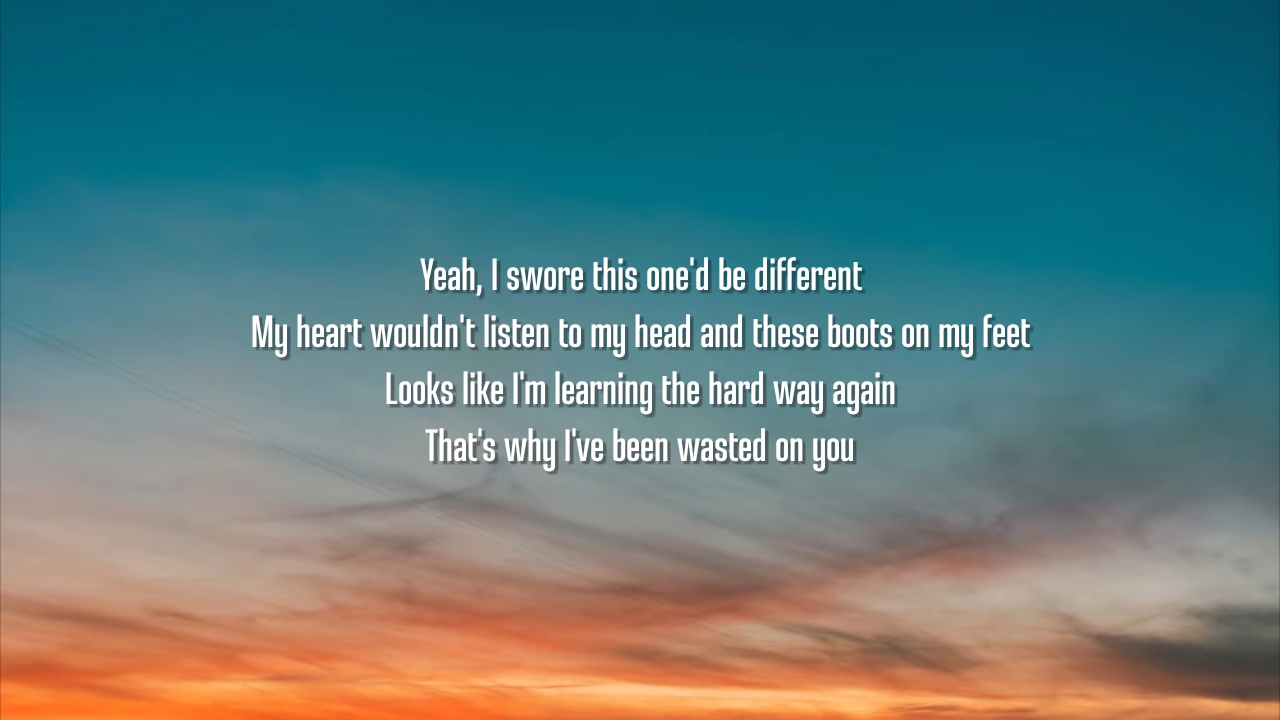 Yeah, I swore this one'd be different
My heart wouldn't listen to my head and these boots on my feet
Looks like I'm learning the hard way again
That's why I've been wasted on you